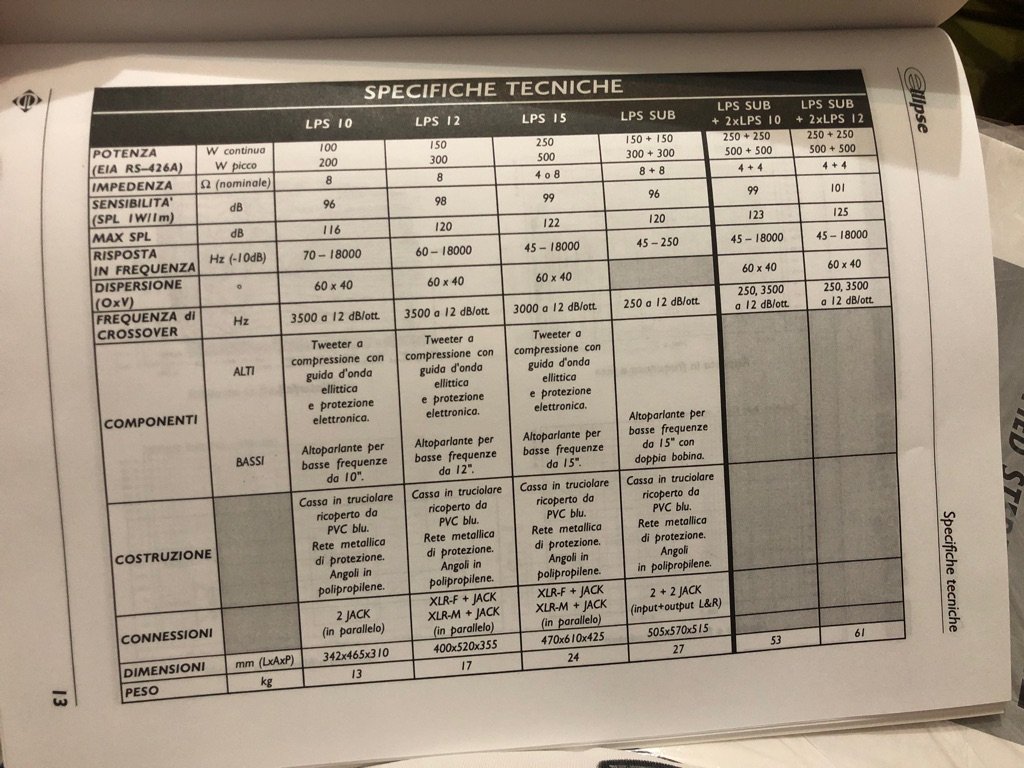 SPECIFICHE TECNICHE
LPS 10 LPS 12 LPS 15 LPS SUB LPS SUB + 2xLPS 10 LPS SUB + 2xLPS 12
POTENZA (EIA RS-426A) W continua 100 150 250 150 + 150 250 + 250 250 + 250
W picco 200 300 500 300 + 300 500 + 500 500 + 500
IMPEDENZA Ω (nominale) 8 8 4 o 8 8 + 8 4 + 4 4 + 4
SENSIBILITA' (SPL 1W/1m) dB 96 98 99 96 99 101
MAX SPL dB 116 120 122 120 123 125
RISPOSTA IN FREQUENZA Hz (-10dB) 70 – 18000 60 – 18000 45 – 18000 45 – 250 45 – 18000 45 – 18000
DISPERSIONE (OxV) ° 60 x 40 60 x 40 60 x 40 60 x 40 60 x 40
FREQUENZA di CROSSOVER Hz 3500 a 12 dB/ott. 3500 a 12 dB/ott. 3000 a 12 dB/ott. 250 a 12 dB/ott. 250, 3500 a 12 dB/ott. 250, 3500 a 12 dB/ott.
COMPONENTI
ALTI
Tweeter a
compressione con
guida d'onda
ellittica
e protezione
elettronica.
Tweeter a
compressione con
guida d'onda
ellittica
e protezione
elettronica.
Tweeter a
compressione con
guida d'onda
ellittica
e protezione
elettronica.
BASSI
Altoparlante per
basse frequenze
da 10".
Altoparlante per
basse frequenze
da 12".
Altoparlante per
basse frequenze
da 15".
Altoparlante per
basse frequenze
da 15" con
doppia bobina.
COSTRUZIONE
Cassa in truciolare
ricoperto da
PVC blu.
Rete metallica
di protezione.
Angoli in
polipropilene.
Cassa in truciolare
ricoperto da
PVC blu.
Rete metallica
di protezione.
Angoli in
polipropilene.
Cassa in truciolare
ricoperto da
PVC blu.
Rete metallica
di protezione.
Angoli in
polipropilene.
Cassa in truciolare
ricoperto da
PVC blu.
Rete metallica
di protezione.
Angoli
in polipropilene.
CONNESSIONI
2 JACK
(in parallelo)
XLR-F + JACK
XLR-M + JACK
(in parallelo)
XLR-F + JACK
XLR-M + JACK
(in parallelo)
2 + 2 JACK
(input+output L&R)
DIMENSIONI mm (LxAxP) 342x465x310 400x520x355 470x610x425 505x570x515
PESO kg 13 17 24 27 53 61
ellipse
Specifiche tecniche
13